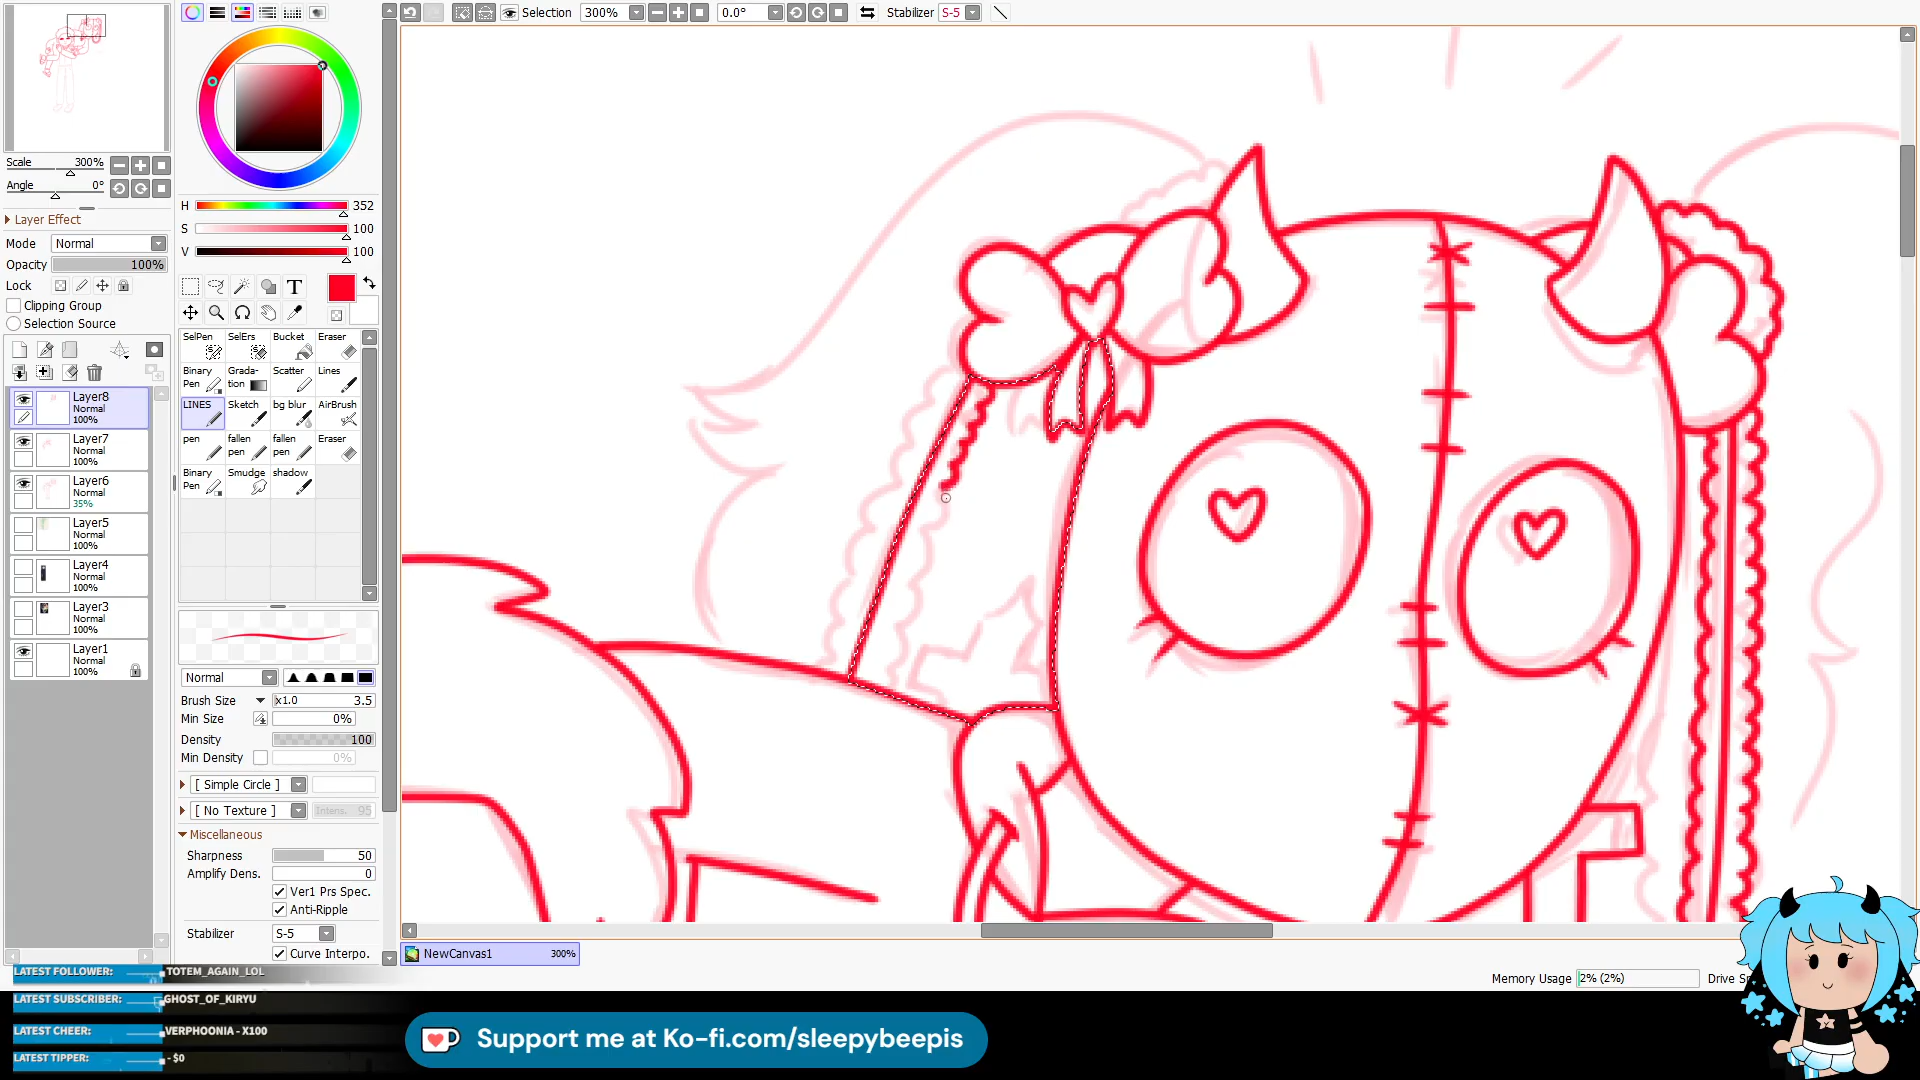 Selection 300% 0.0° Stabilizer S-5
Scale 300%
Angle 0°
Layer Effect
Mode Normal
Opacity 100%
Lock
Clipping Group
Selection Source
Layer8
Normal
100%
Layer7
Normal
100%
Layer6
Normal
35%
Layer5
Normal
100%
Layer4
Normal
100%
Layer3
Normal
100%
Layer1
Normal
100%
H 352
S 100
V 100
T
SelPen SelErs Bucket Eraser
Binary Pen Grada-tion Scatter Lines
LINES Sketch bg blur AirBrush
pen fallen pen fallen pen Eraser
Binary Pen Smudge shadow
Normal
Brush Size x1.0 3.5
Min Size 0%
Density 100
Min Density 0%
[ Simple Circle ]
[ No Texture ] Intens. 95
Miscellaneous
Sharpness 50
Amplify Dens. 0
Ver1 Prs Spec.
Anti-Ripple
Stabilizer S-5
Curve Interpo.
NewCanvas1 300%
Memory Usage 2% (2%)
LATEST FOLLOWER: TOTEM_AGAIN_LOL
LATEST SUBSCRIBER: GHOST_OF_KIRYU
LATEST CHEER: VERPHOONIA - X100
LATEST TIPPER: - $0
Support me at Ko-fi.com/sleepybeepis